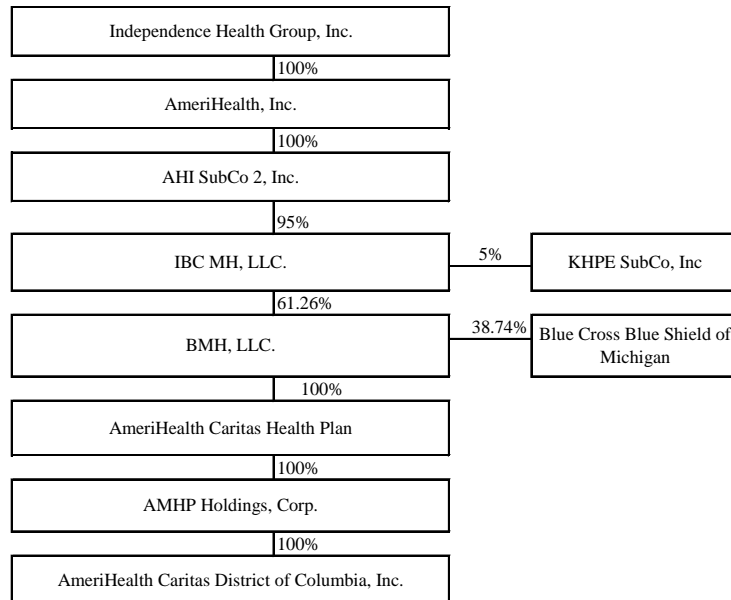 Independence Health Group, Inc.
100%
AmeriHealth, Inc.
100%
AHI SubCo 2, Inc.
95%
IBC MH, LLC.
5%
KHPE SubCo, Inc
61.26%
BMH, LLC.
38.74%
Blue Cross Blue Shield of
Michigan
100%
AmeriHealth Caritas Health Plan
100%
AMHP Holdings, Corp.
100%
AmeriHealth Caritas District of Columbia, Inc.